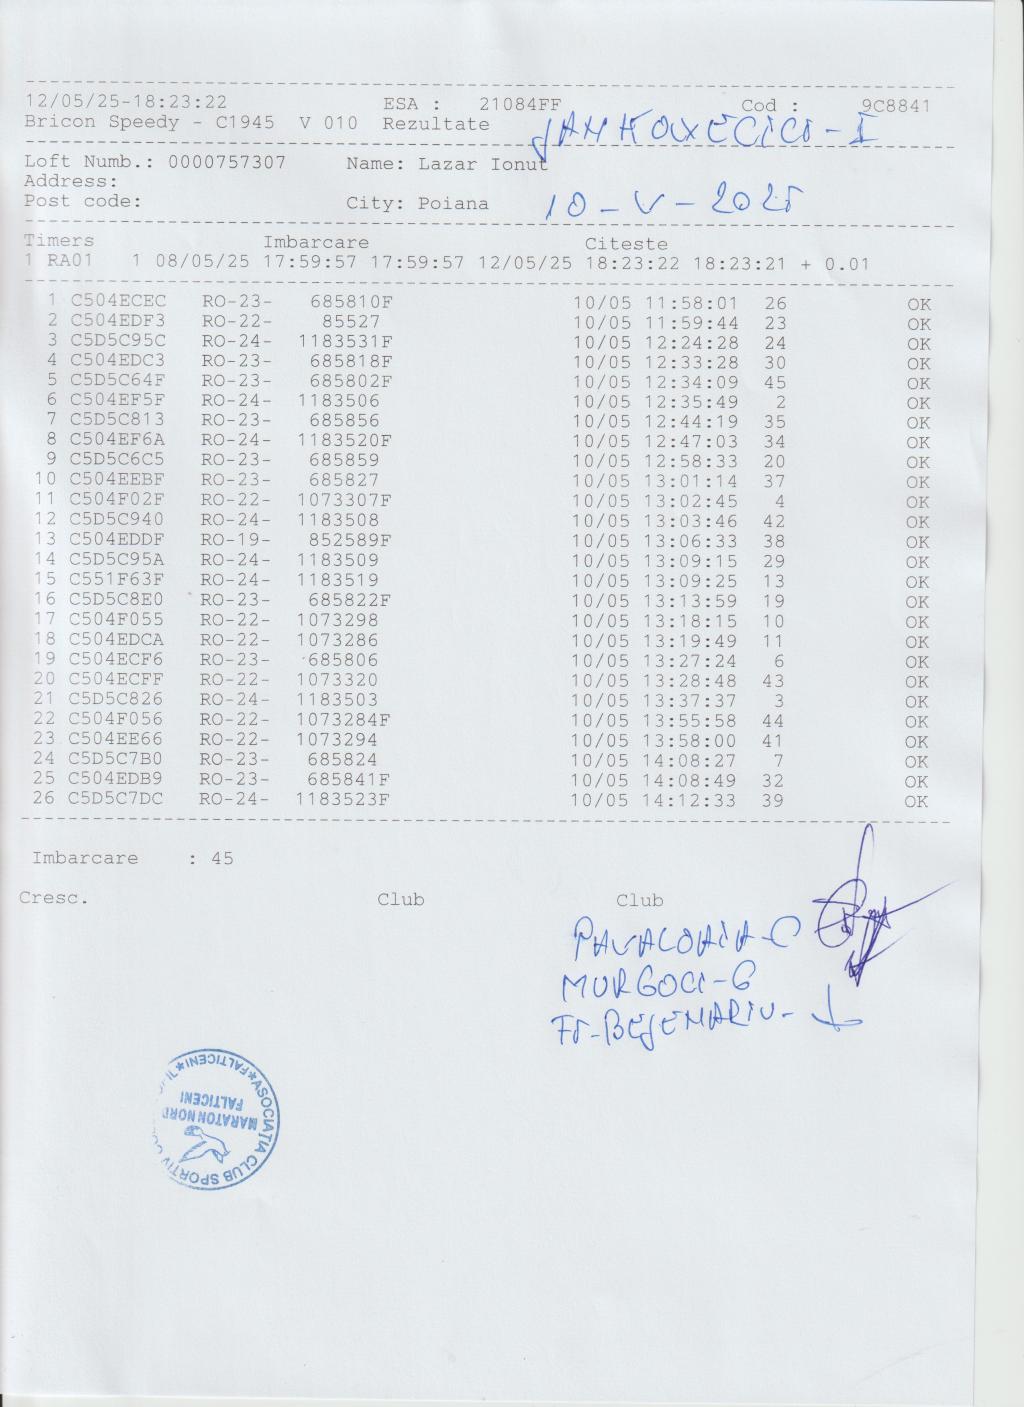 12/05/25-18:23:22 ESA : 21084FF Cod : 9C8841
Bricon Speedy - C1945 V 010 Rezultate
JANKOVECICI - I
Loft Numb.: 0000757307 Name: Lazar Ionut
Address:
Post code: City: Poiana
10 - V - 2025
Timers Imbarcare Citeste
1 RA01 1 08/05/25 17:59:57 17:59:57 12/05/25 18:23:22 18:23:21 + 0.01
1 C504ECEC RO-23- 685810F 10/05 11:58:01 26 OK
2 C504EDF3 RO-22- 85527 10/05 11:59:44 23 OK
3 C5D5C95C RO-24- 1183531F 10/05 12:24:28 24 OK
4 C504EDC3 RO-23- 685818F 10/05 12:33:28 30 OK
5 C5D5C64F RO-23- 685802F 10/05 12:34:09 45 OK
6 C504EF5F RO-24- 1183506 10/05 12:35:49 2 OK
7 C5D5C813 RO-23- 685856 10/05 12:44:19 35 OK
8 C504EF6A RO-24- 1183520F 10/05 12:47:03 34 OK
9 C5D5C6C5 RO-23- 685859 10/05 12:58:33 20 OK
10 C504EEBF RO-23- 685827 10/05 13:01:14 37 OK
11 C504F02F RO-22- 1073307F 10/05 13:02:45 4 OK
12 C5D5C940 RO-24- 1183508 10/05 13:03:46 42 OK
13 C504EDDF RO-19- 852589F 10/05 13:06:33 38 OK
14 C5D5C95A RO-24- 1183509 10/05 13:09:15 29 OK
15 C551F63F RO-24- 1183519 10/05 13:09:25 13 OK
16 C5D5C8E0 RO-23- 685822F 10/05 13:13:59 19 OK
17 C504F055 RO-22- 1073298 10/05 13:18:15 10 OK
18 C504EDCA RO-22- 1073286 10/05 13:19:49 11 OK
19 C504ECF6 RO-23- 685806 10/05 13:27:24 6 OK
20 C504ECFF RO-22- 1073320 10/05 13:28:48 43 OK
21 C5D5C826 RO-24- 1183503 10/05 13:37:37 3 OK
22 C504F056 RO-22- 1073284F 10/05 13:55:58 44 OK
23 C504EE66 RO-22- 1073294 10/05 13:58:00 41 OK
24 C5D5C7B0 RO-23- 685824 10/05 14:08:27 7 OK
25 C504EDB9 RO-23- 685841F 10/05 14:08:49 32 OK
26 C5D5C7DC RO-24- 1183523F 10/05 14:12:33 39 OK
Imbarcare : 45
Cresc. Club Club
PAVALOAIA-C
MURGOCI-G
ASOCIATIA CLUB SPORTIV
FALTICENI
MARATON NORD
FALTICENI